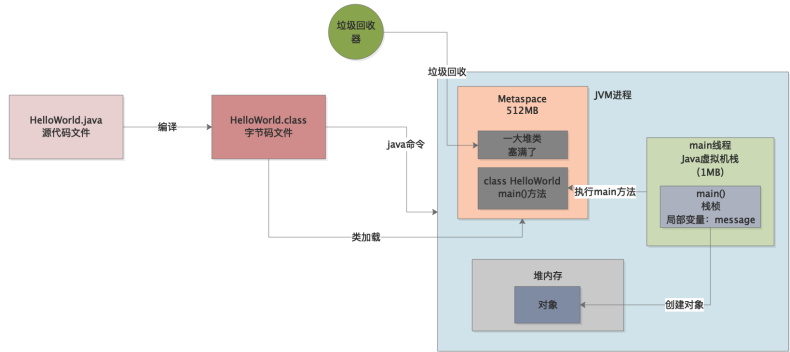 垃圾回收
器
垃圾回收
JVM进程
Metaspace
512MB
一大堆类
塞满了
class HelloWorld
main()方法
HelloWorld.java
源代码文件
编译
HelloWorld.class
字节码文件
java命令
类加载
main线程
Java虚拟机栈
(1MB)
main()
栈桢
局部变量：message
执行main方法
堆内存
对象
创建对象